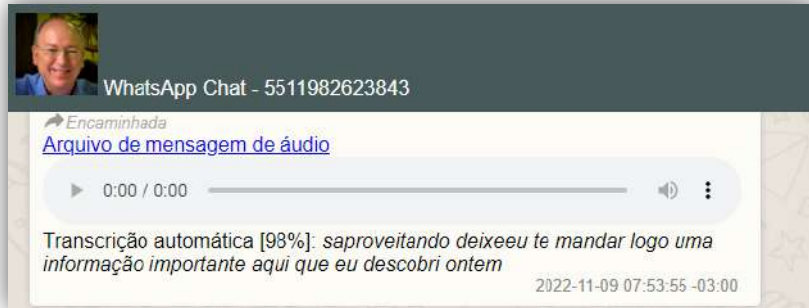 WhatsApp Chat - 5511982623843
Encaminhada
Arquivo de mensagem de áudio
0:00 / 0:00
Transcrição automática [98%]: saproveitando deixeeu te mandar logo uma
informação importante aqui que eu descobri ontem
2022-11-09 07:53:55 -03:00